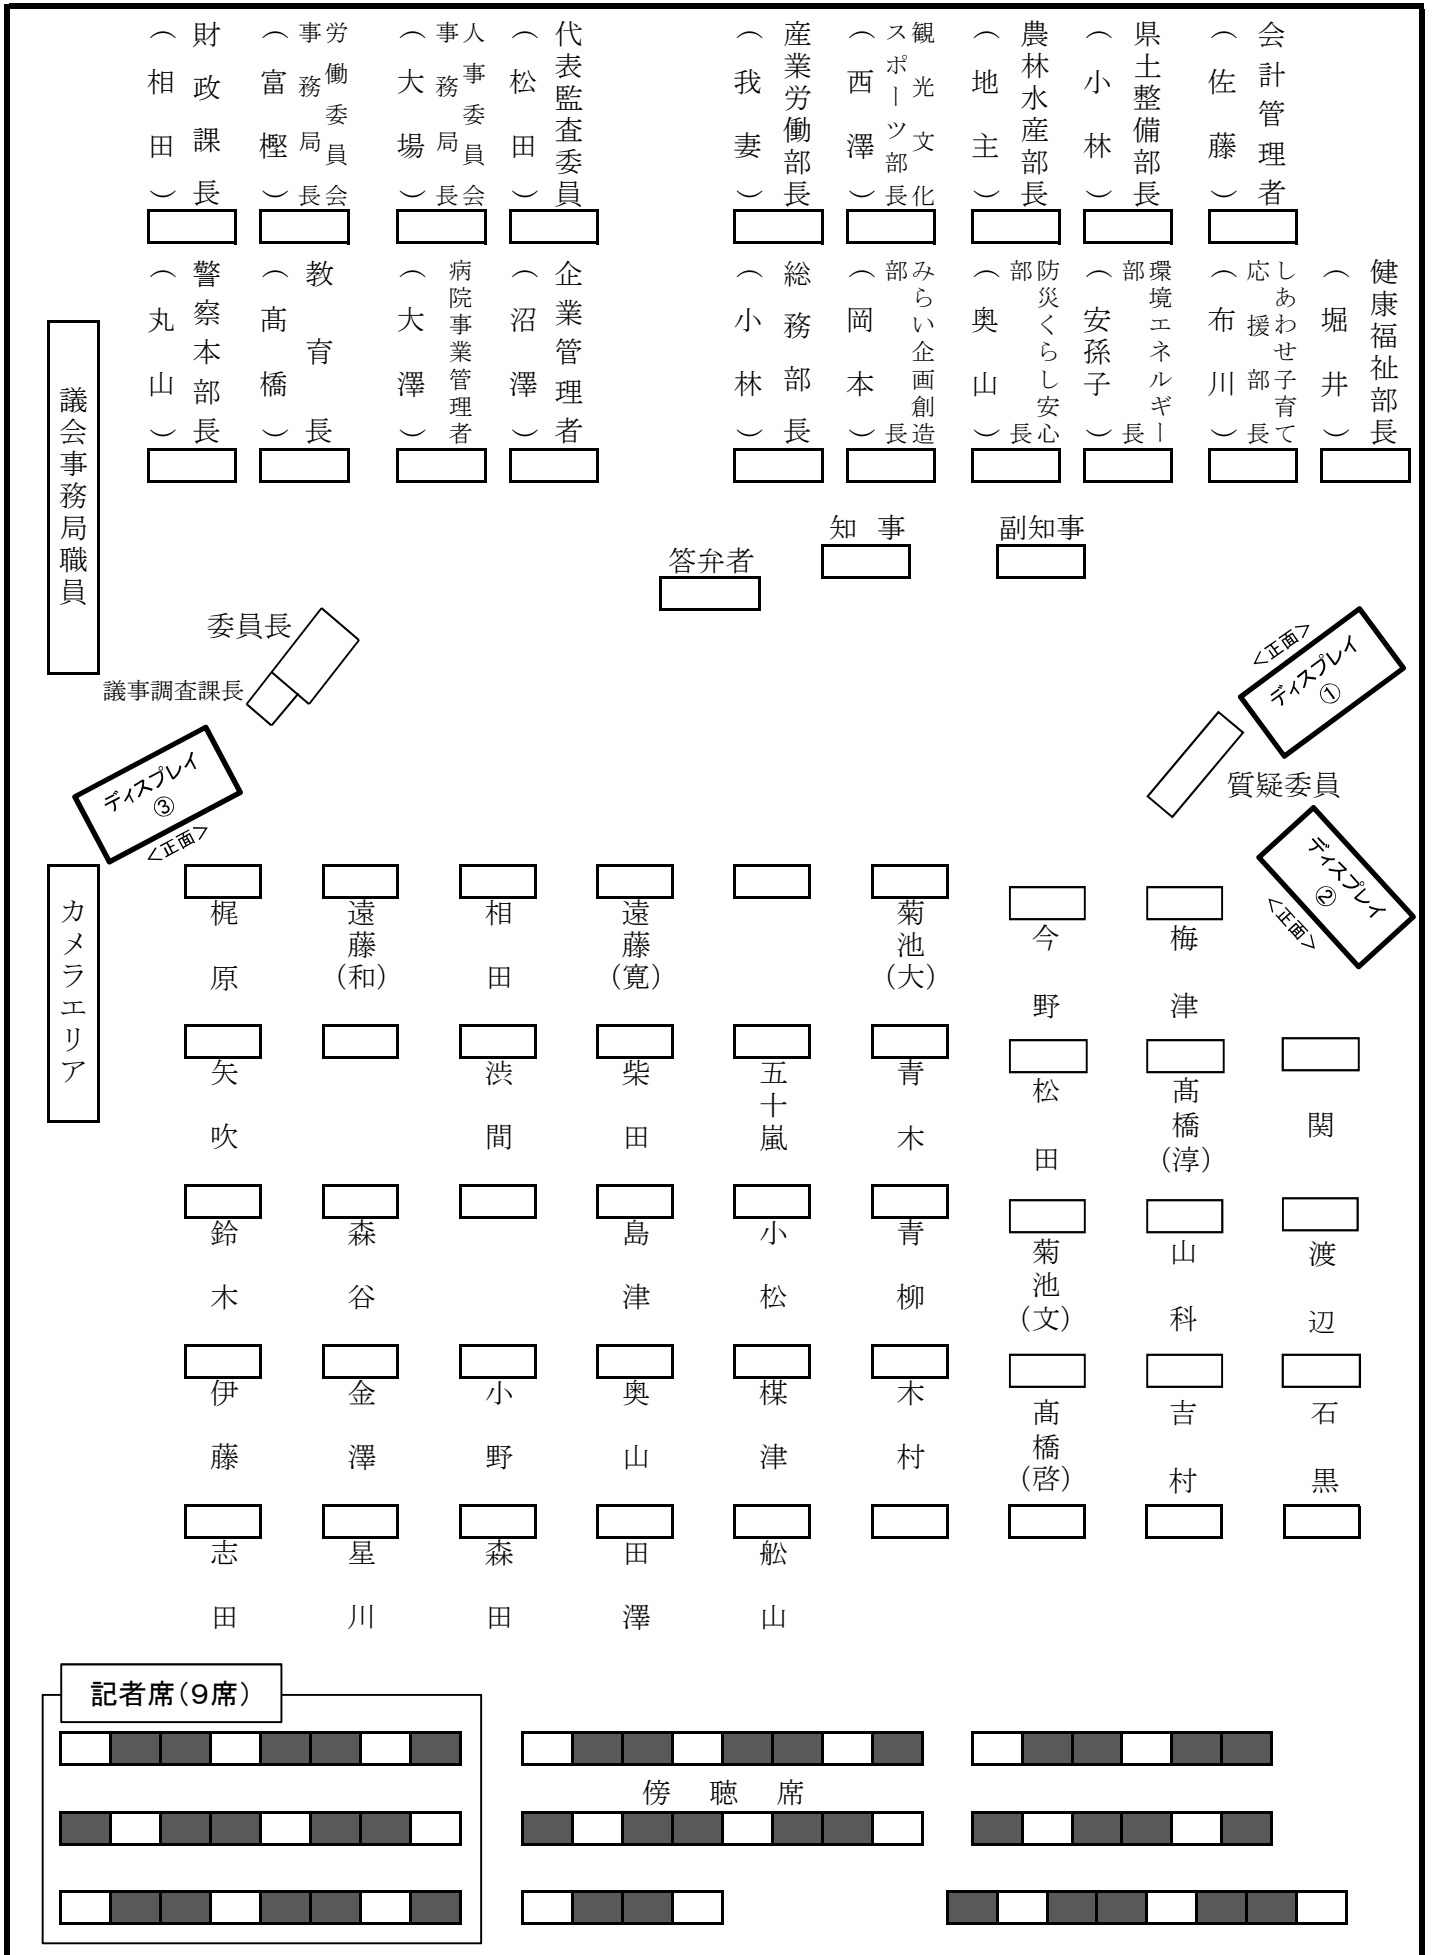 財政課長
（相田）
労働委員会
事務局長
（富樫）
人事委員会
事務局長
（大場）
代表監査委員
（松田）
産業労働部長
（我妻）
観光文化
スポーツ部長
（西澤）
農林水産部長
（地主）
県土整備部長
（小林）
会計管理者
（佐藤）
警察本部長
（丸山）
教育長
（髙橋）
病院事業管理者
（大澤）
企業管理者
（沼澤）
総務部長
（小林）
みらい企画創造
部長
（岡本）
防災くらし安心
部長
（奥山）
環境エネルギー
部長
（安孫子）
しあわせ子育て
応援部長
（布川）
健康福祉部長
（堀井）
議会事務局職員
知事
副知事
答弁者
委員長
議事調査課長
＜正面＞
ディスプレイ
①
質疑委員
ディスプレイ
③
＜正面＞
ディスプレイ
②
＜正面＞
カメラエリア
梶原
遠藤（和）
相田
遠藤（寛）
菊池（大）
今野
梅津
矢吹
渋間
柴田
五十嵐
青木
松田
髙橋（淳）
関
鈴木
森谷
島津
小松
青柳
菊池（文）
山科
渡辺
伊藤
金澤
小野
奥山
楳津
木村
髙橋（啓）
吉村
石黒
志田
星川
森田
田澤
舩山
記者席（９席）
傍聴席